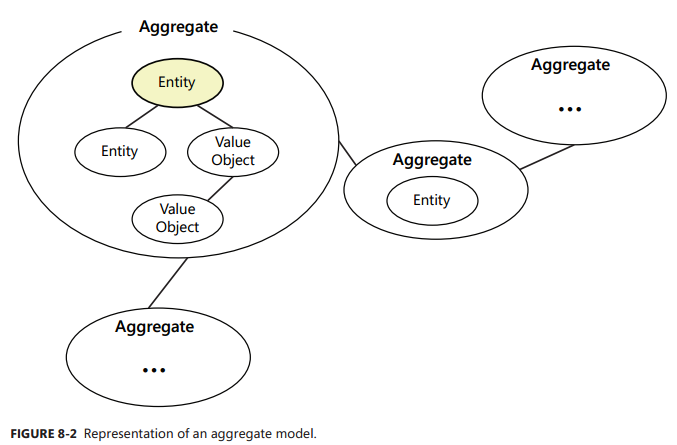 Aggregate
Entity
Entity
Value
Object
Value
Object
Aggregate
Entity
Aggregate
...
Aggregate
...
FIGURE 8-2 Representation of an aggregate model.